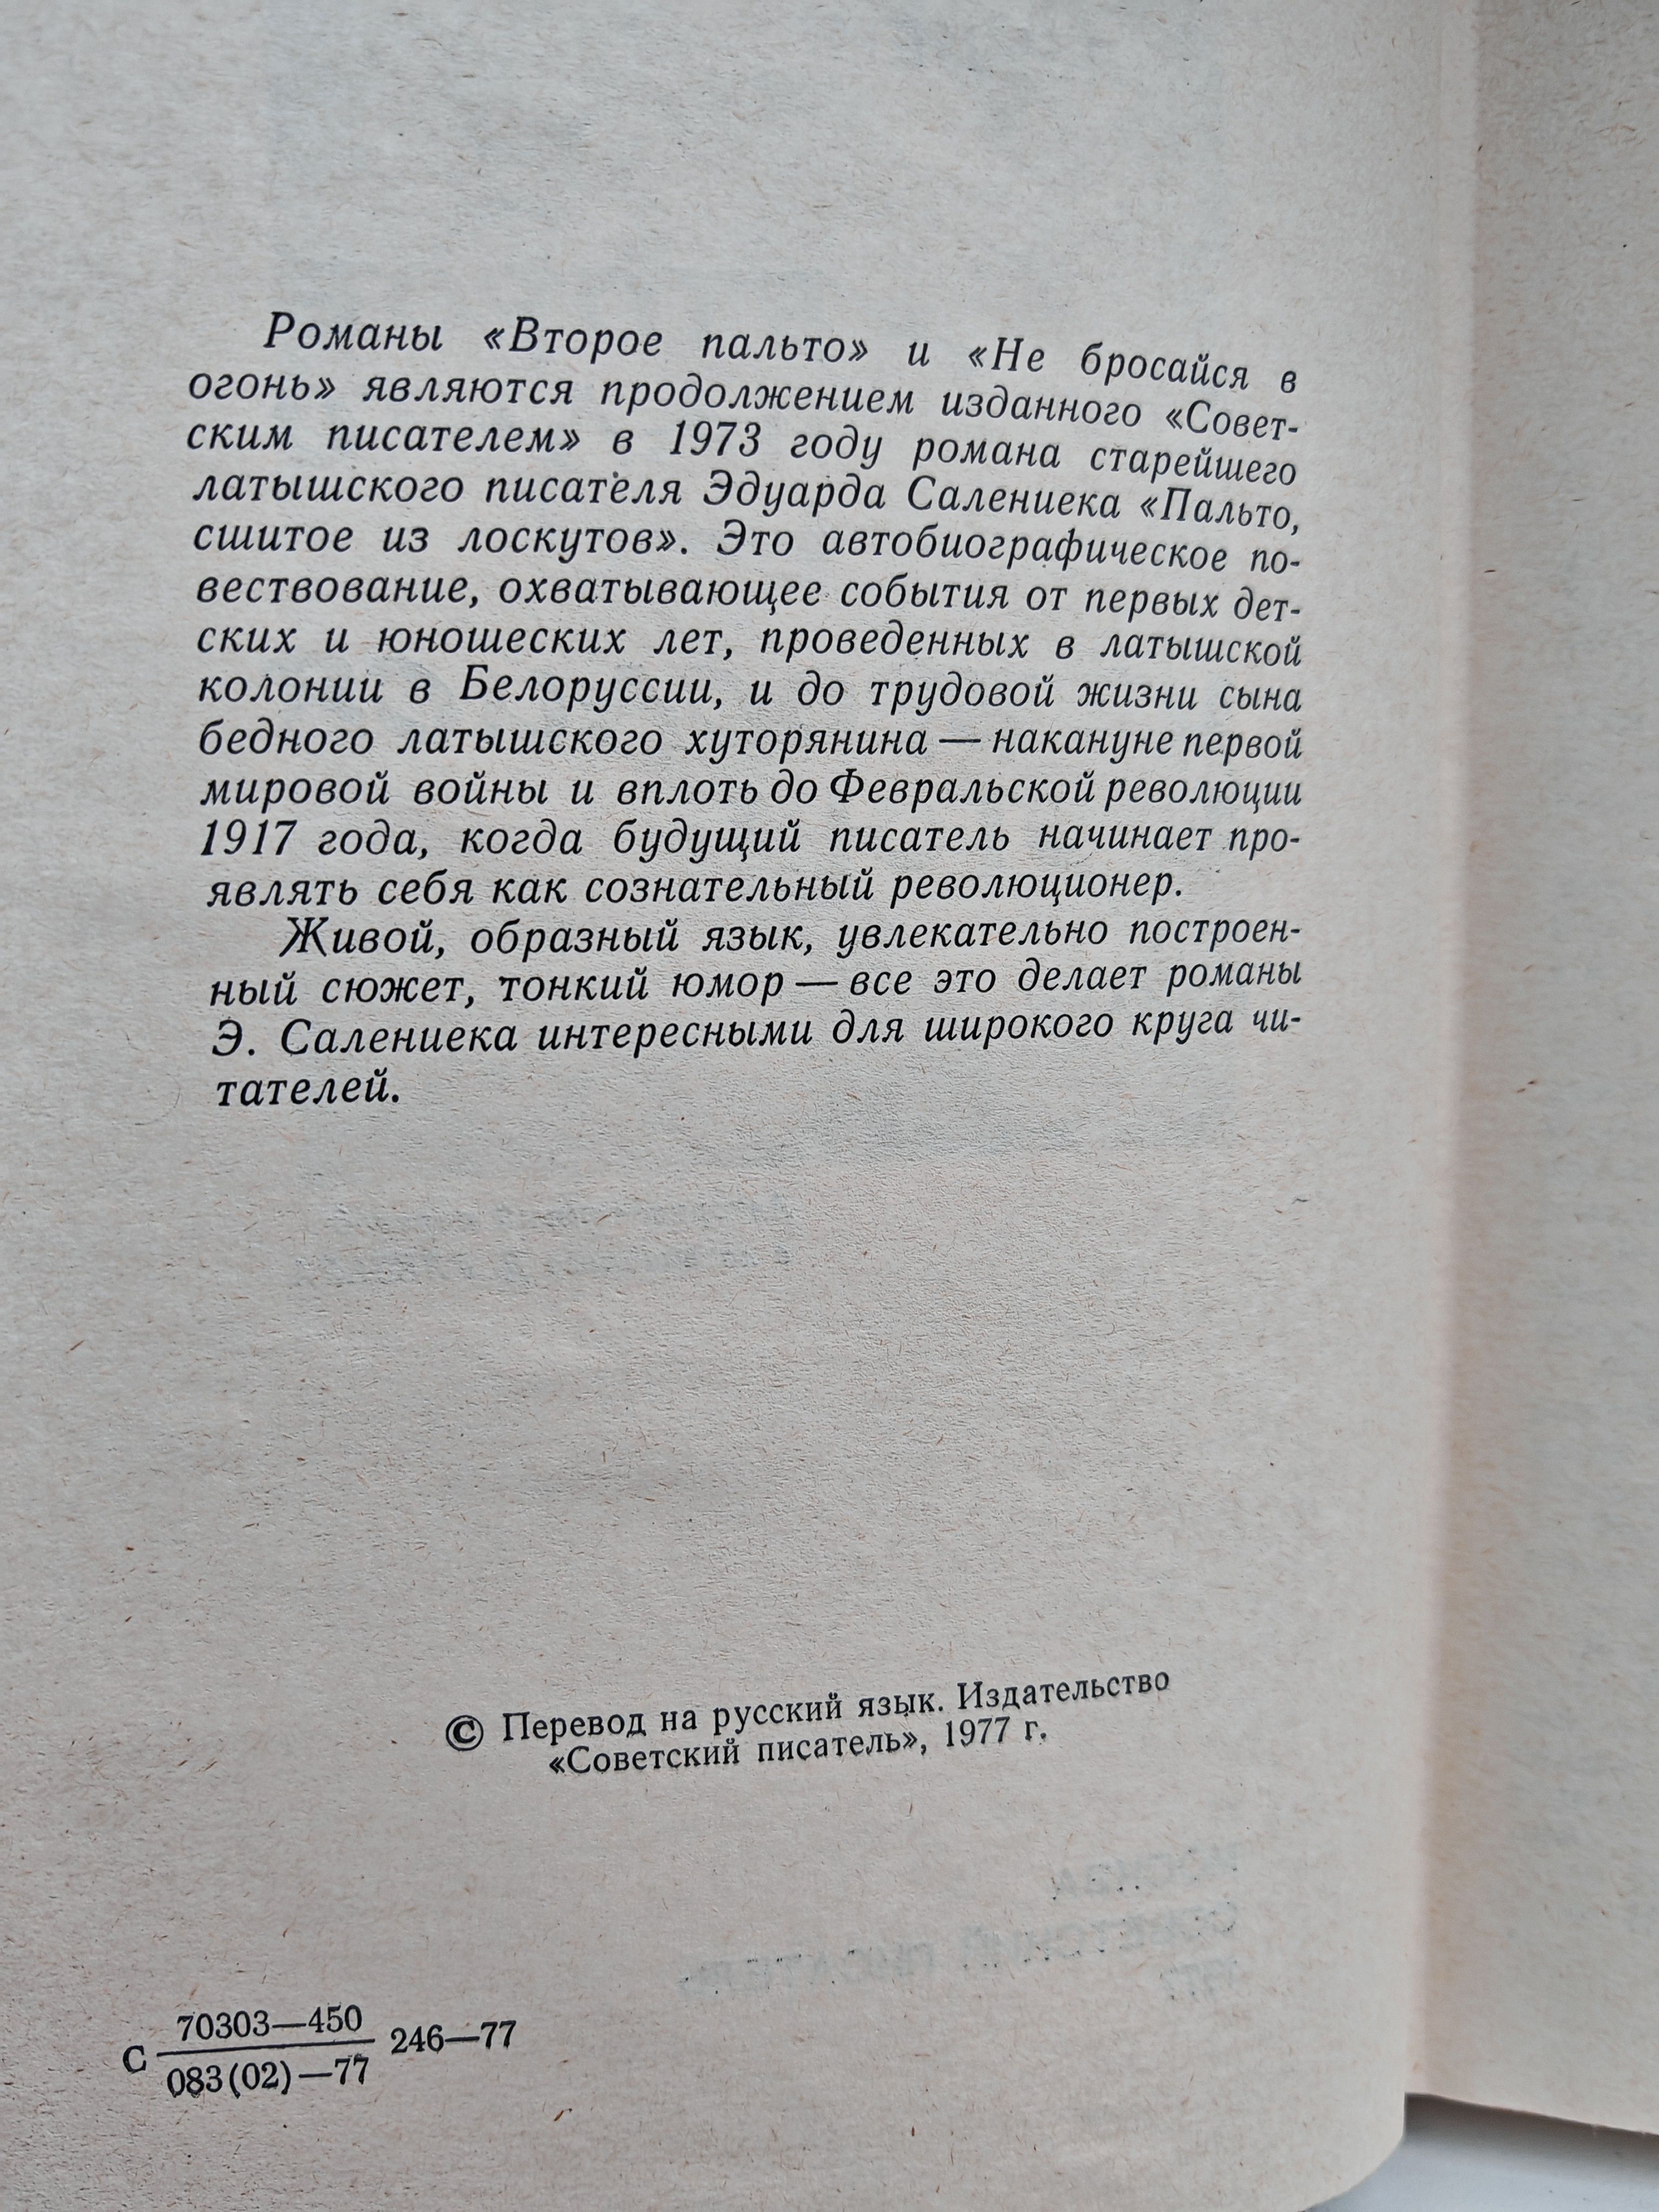 Романы «Второе пальто» и «Не бросайся в
огонь» являются продолжением изданного «Совет-
ским писателем» в 1973 году романа старейшего
латышского писателя Эдуарда Салениека «Пальто,
сшитое из лоскутов». Это автобиографическое по-
вествование, охватывающее события от первых дет-
ских и юношеских лет, проведенных в латышской
колонии в Белоруссии, и до трудовой жизни сына
бедного латышского хуторянина — накануне первой
мировой войны и вплоть до Февральской революции
1917 года, когда будущий писатель начинает про-
являть себя как сознательный революционер.
Живой, образный язык, увлекательно построен-
ный сюжет, тонкий юмор — все это делает романы
Э. Салениека интересными для широкого круга чи-
тателей.
© Перевод на русский язык. Издательство
«Советский писатель», 1977 г.
70303—450
С 246—77
083(02)—77